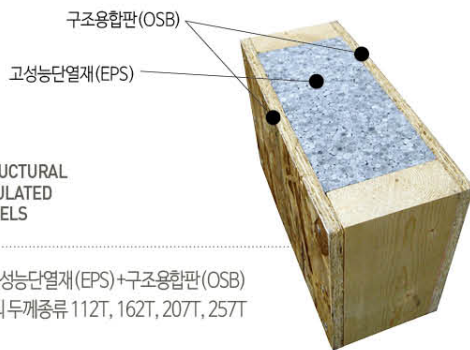 구조용합판(OSB)
고성능단열재(EPS)
UCTURAL
ULATED
ELS
성능단열재(EPS)+구조용합판(OSB)
두께종류 112T, 162T, 207T, 257T